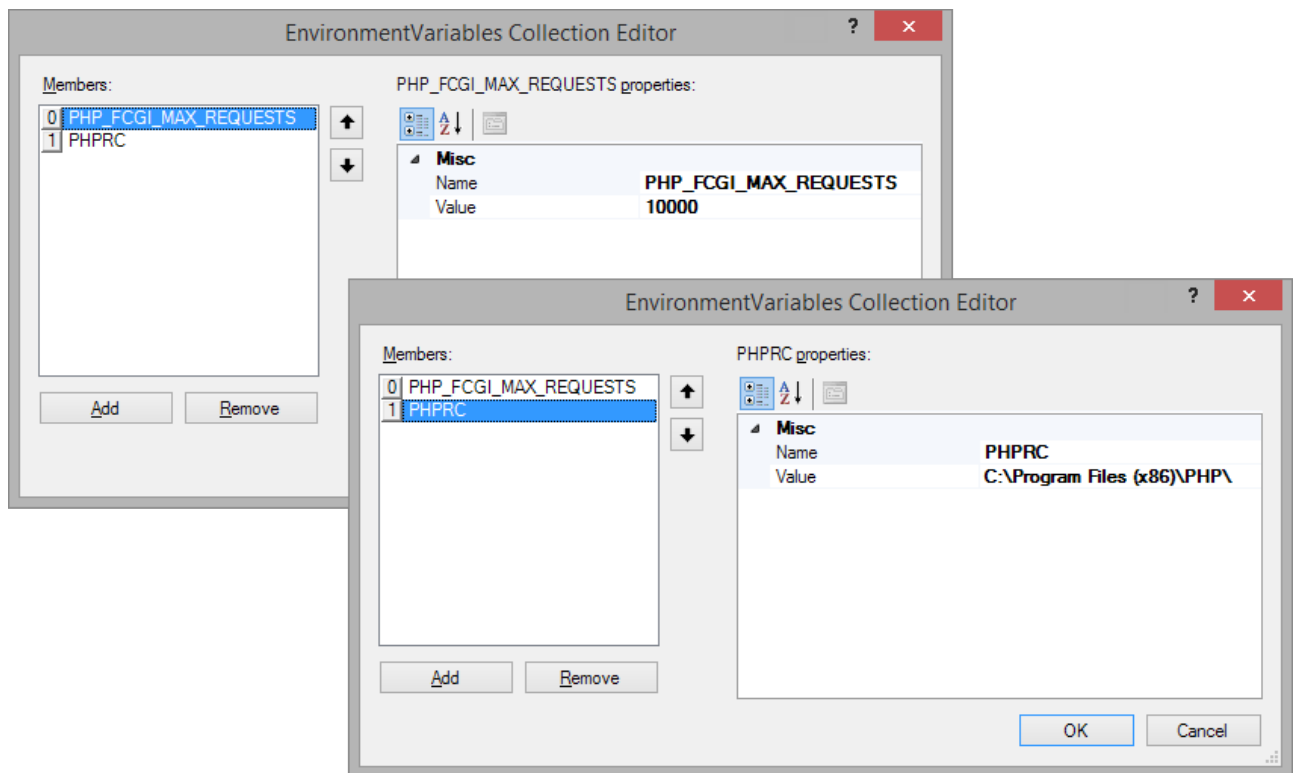 EnvironmentVariables Collection Editor
?
Members:
0 PHP_FCGI_MAX_REQUESTS
1 PHPRC
Add
Remove
PHP_FCGI_MAX_REQUESTS properties:
Misc
Name PHP_FCGI_MAX_REQUESTS
Value 10000
EnvironmentVariables Collection Editor
?
Members:
0 PHP_FCGI_MAX_REQUESTS
1 PHPRC
Add
Remove
PHPRC properties:
Misc
Name PHPRC
Value C:\Program Files (x86)\PHP\
OK
Cancel